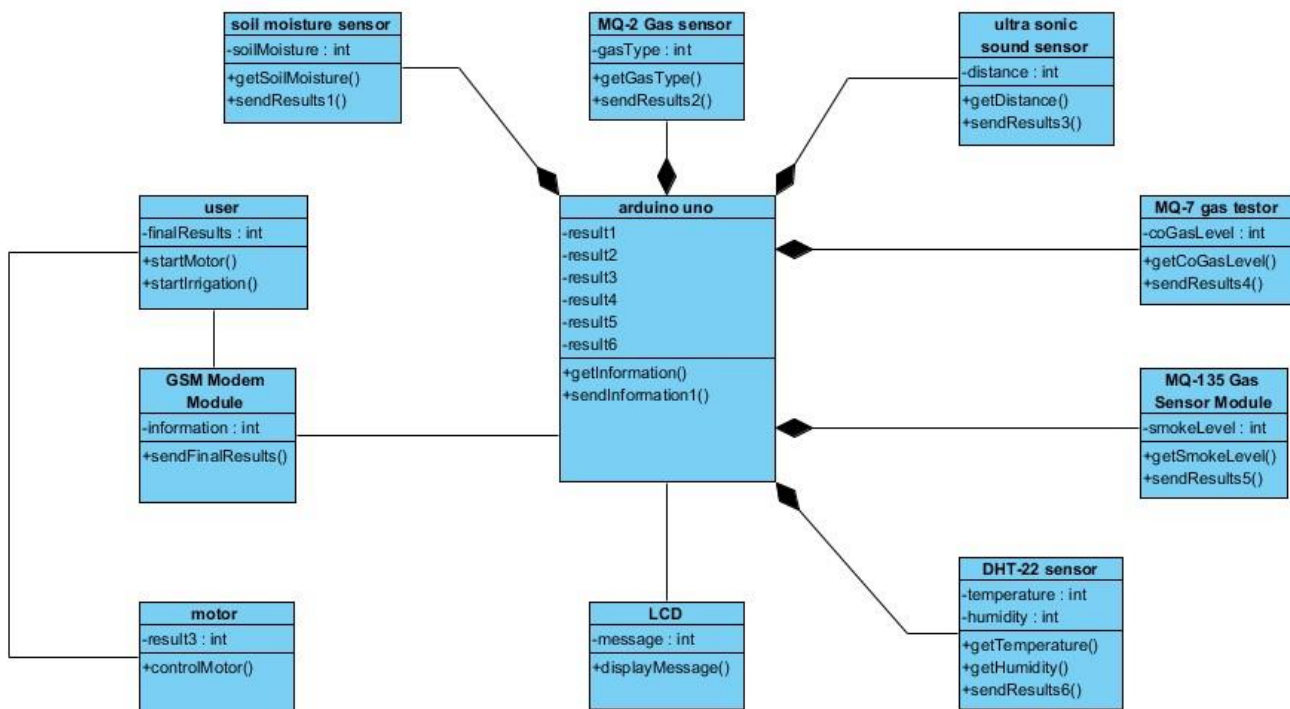 soil moisture sensor
-soilMoisture : int
+getSoilMoisture()
+sendResults1()
MQ-2 Gas sensor
-gasType : int
+getGasType()
+sendResults2()
ultra sonic
sound sensor
-distance : int
+getDistance()
+sendResults3()
user
-finalResults : int
+startMotor()
+startIrrigation()
arduino uno
-result1
-result2
-result3
-result4
-result5
-result6
+getInformation()
+sendInformation1()
MQ-7 gas testor
-coGasLevel : int
+getCoGasLevel()
+sendResults4()
GSM Modem
Module
-information : int
+sendFinalResults()
MQ-135 Gas
Sensor Module
-smokeLevel : int
+getSmokeLevel()
+sendResults5()
motor
-result3 : int
+controlMotor()
LCD
-message : int
+displayMessage()
DHT-22 sensor
-temperature : int
-humidity : int
+getTemperature()
+getHumidity()
+sendResults6()